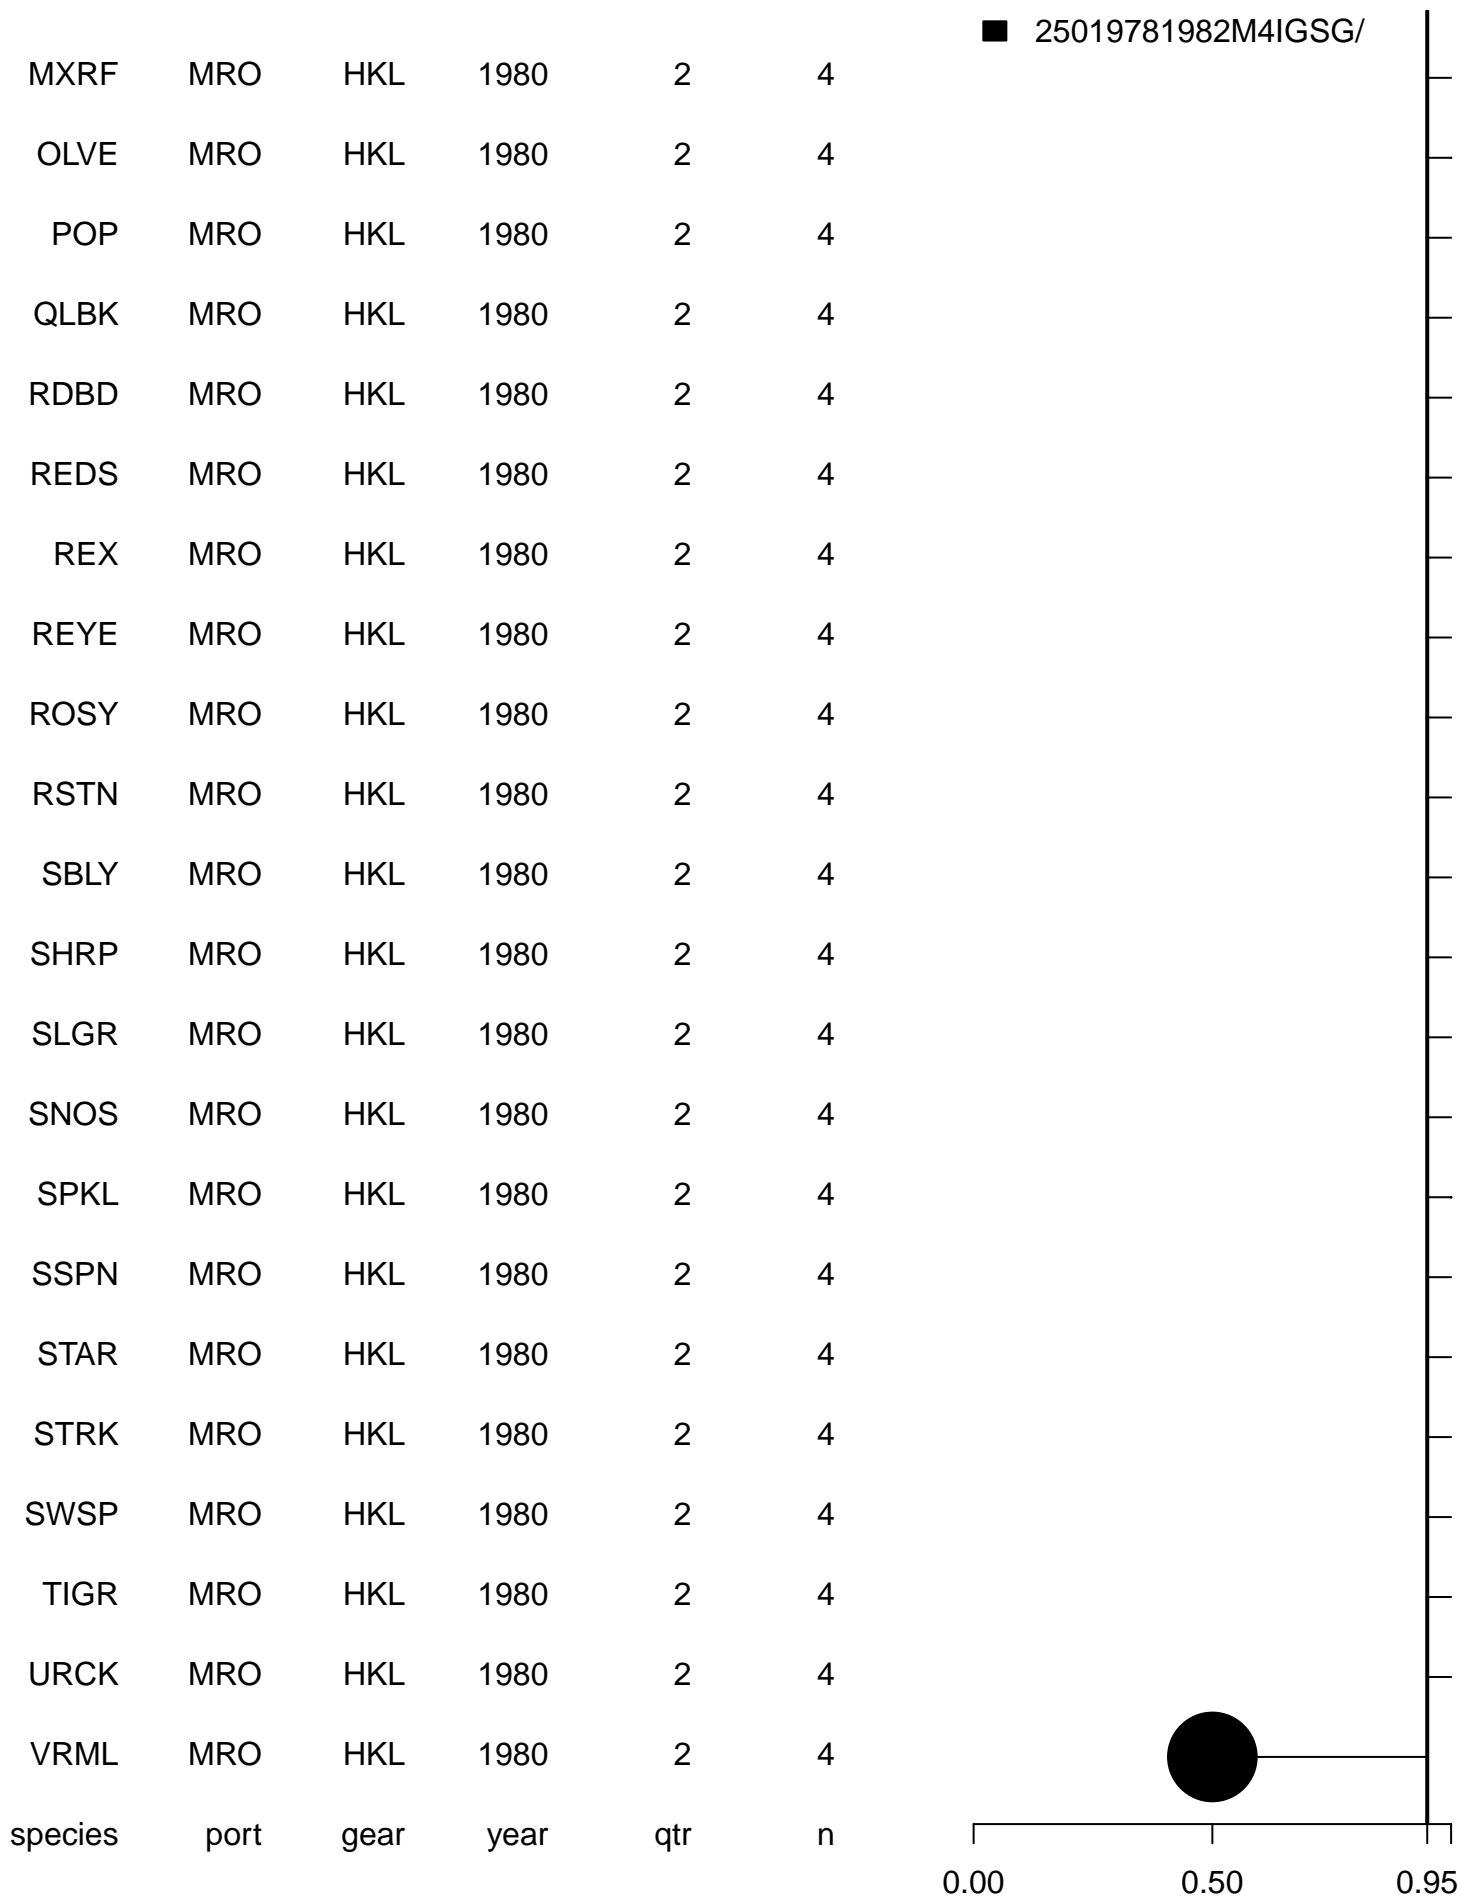 25019781982M4IGSG/
MXRF MRO HKL 1980 2 4
OLVE MRO HKL 1980 2 4
POP MRO HKL 1980 2 4
QLBK MRO HKL 1980 2 4
RDBD MRO HKL 1980 2 4
REDS MRO HKL 1980 2 4
REX MRO HKL 1980 2 4
REYE MRO HKL 1980 2 4
ROSY MRO HKL 1980 2 4
RSTN MRO HKL 1980 2 4
SBLY MRO HKL 1980 2 4
SHRP MRO HKL 1980 2 4
SLGR MRO HKL 1980 2 4
SNOS MRO HKL 1980 2 4
SPKL MRO HKL 1980 2 4
SSPN MRO HKL 1980 2 4
STAR MRO HKL 1980 2 4
STRK MRO HKL 1980 2 4
SWSP MRO HKL 1980 2 4
TIGR MRO HKL 1980 2 4
URCK MRO HKL 1980 2 4
VRML MRO HKL 1980 2 4
species port gear year qtr n
0.00 0.50 0.95